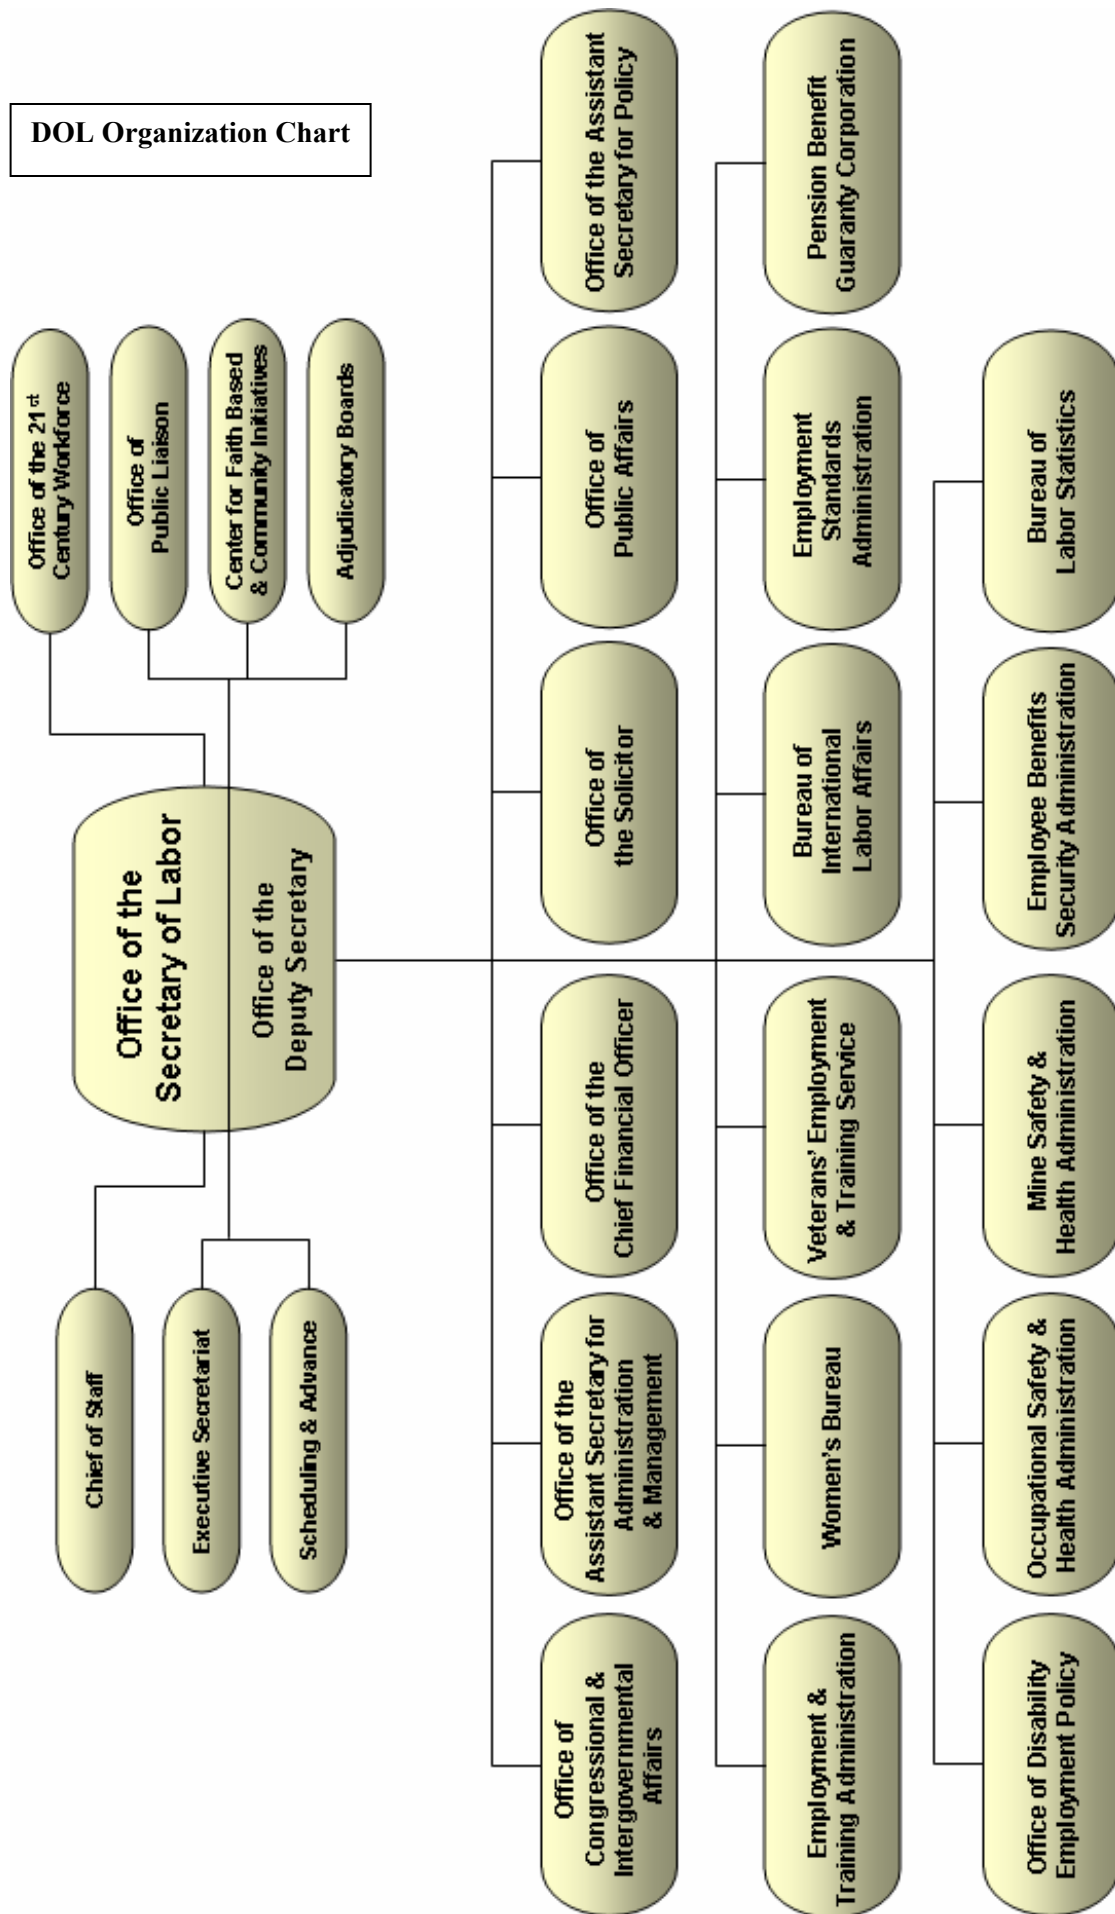 DOL Organization Chart
Office of the
Secretary of Labor
Office of the
Deputy Secretary
Chief of Staff
Executive Secretariat
Scheduling & Advance
Office of the 21st
Century Workforce
Office of
Public Liaison
Center for Faith Based
& Community Initiatives
Adjudicatory Boards
Office of
Congressional &
Intergovernmental
Affairs
Office of the
Assistant Secretary for
Administration
& Management
Office of the
Chief Financial Officer
Office of
the Solicitor
Office of
Public Affairs
Office of the Assistant
Secretary for Policy
Employment &
Training Administration
Women's Bureau
Veterans' Employment
& Training Service
Bureau of
International
Labor Affairs
Employment
Standards
Administration
Pension Benefit
Guaranty Corporation
Office of Disability
Employment Policy
Occupational Safety &
Health Administration
Mine Safety &
Health Administration
Employee Benefits
Security Administration
Bureau of
Labor Statistics